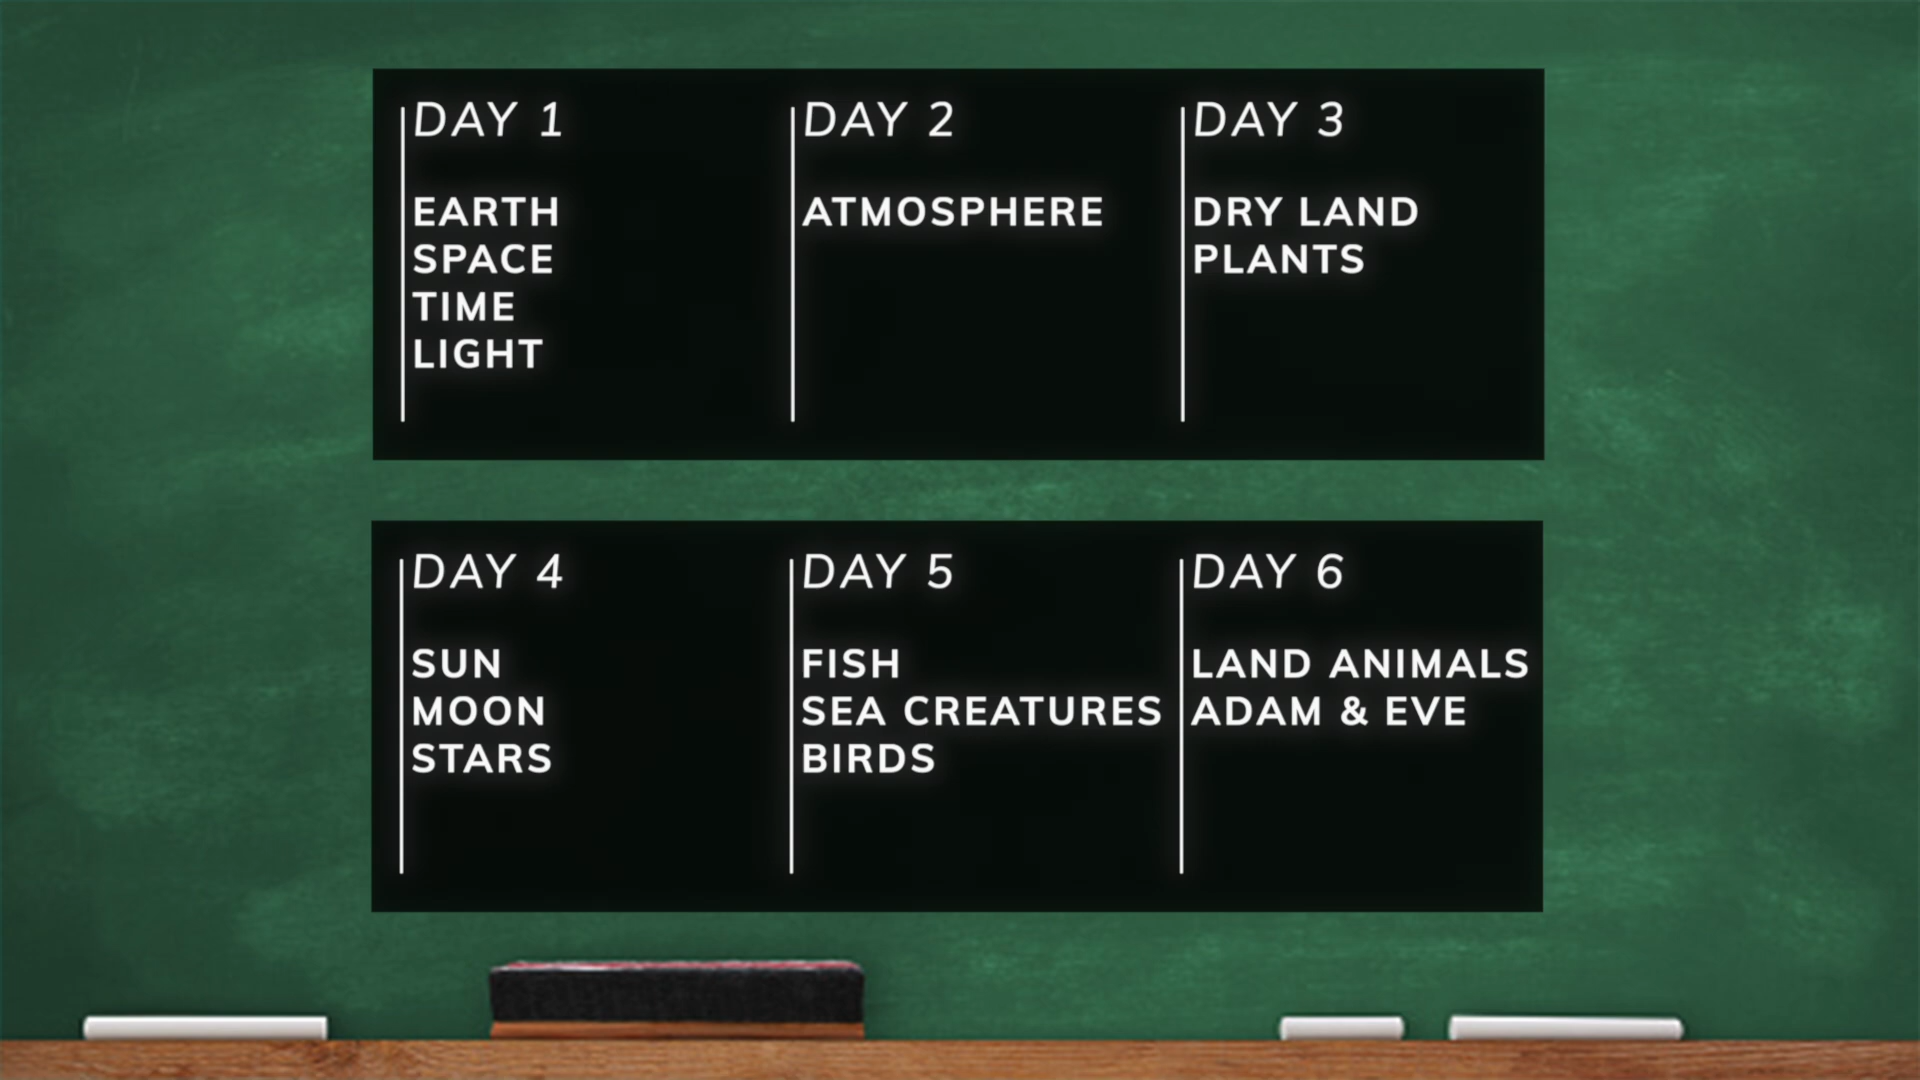 DAY 1
EARTH
SPACE
TIME
LIGHT
DAY 2
ATMOSPHERE
DAY 3
DRY LAND
PLANTS
DAY 4
SUN
MOON
STARS
DAY 5
FISH
SEA CREATURES
BIRDS
DAY 6
LAND ANIMALS
ADAM & EVE